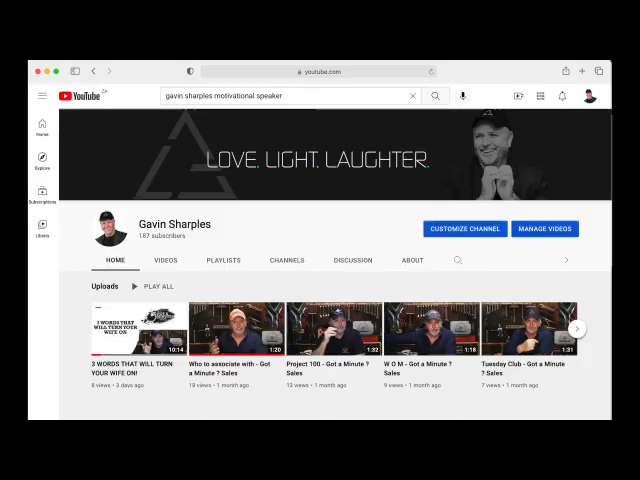 youtube.com
YouTube ZA
gavin sharples motivational speaker
Home
Explore
Subscriptions
Library
LOVE. LIGHT. LAUGHTER.
Gavin Sharples
187 subscribers
CUSTOMIZE CHANNEL
MANAGE VIDEOS
HOME VIDEOS PLAYLISTS CHANNELS DISCUSSION ABOUT
Uploads PLAY ALL
3 WORDS THAT
WILL TURN YOUR
WIFE ON
10:14
1:20
1:32
1:18
1:31
3 WORDS THAT WILL TURN
YOUR WIFE ON!
8 views • 3 days ago
Who to associate with - Got
a Minute ? Sales
18 views • 1 month ago
Project 100 - Got a Minute ?
Sales
13 views • 1 month ago
W O M - Got a Minute ?
Sales
9 views • 1 month ago
Tuesday Club - Got a Minute
? Sales
7 views • 1 month ago